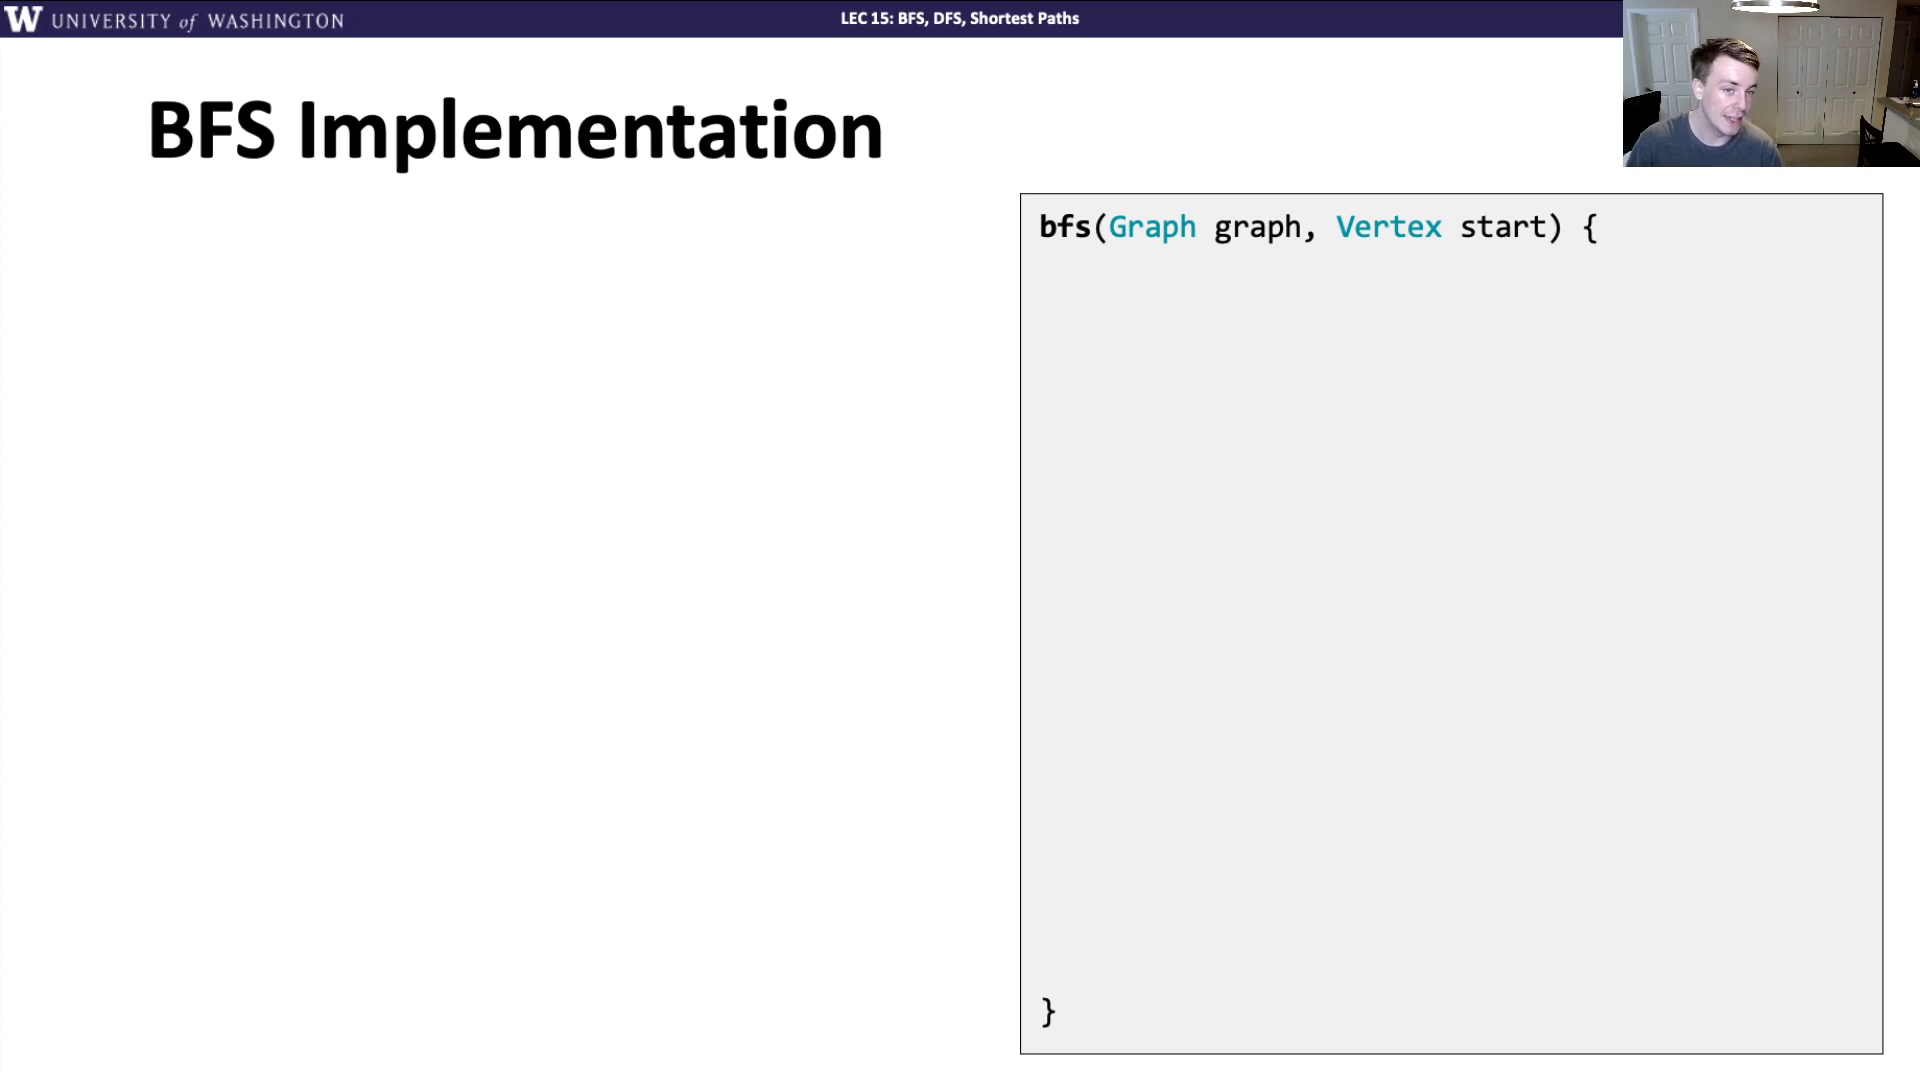 W UNIVERSITY of WASHINGTON
LEC 15: BFS, DFS, Shortest Paths
BFS Implementation
bfs(Graph graph, Vertex start) {
}